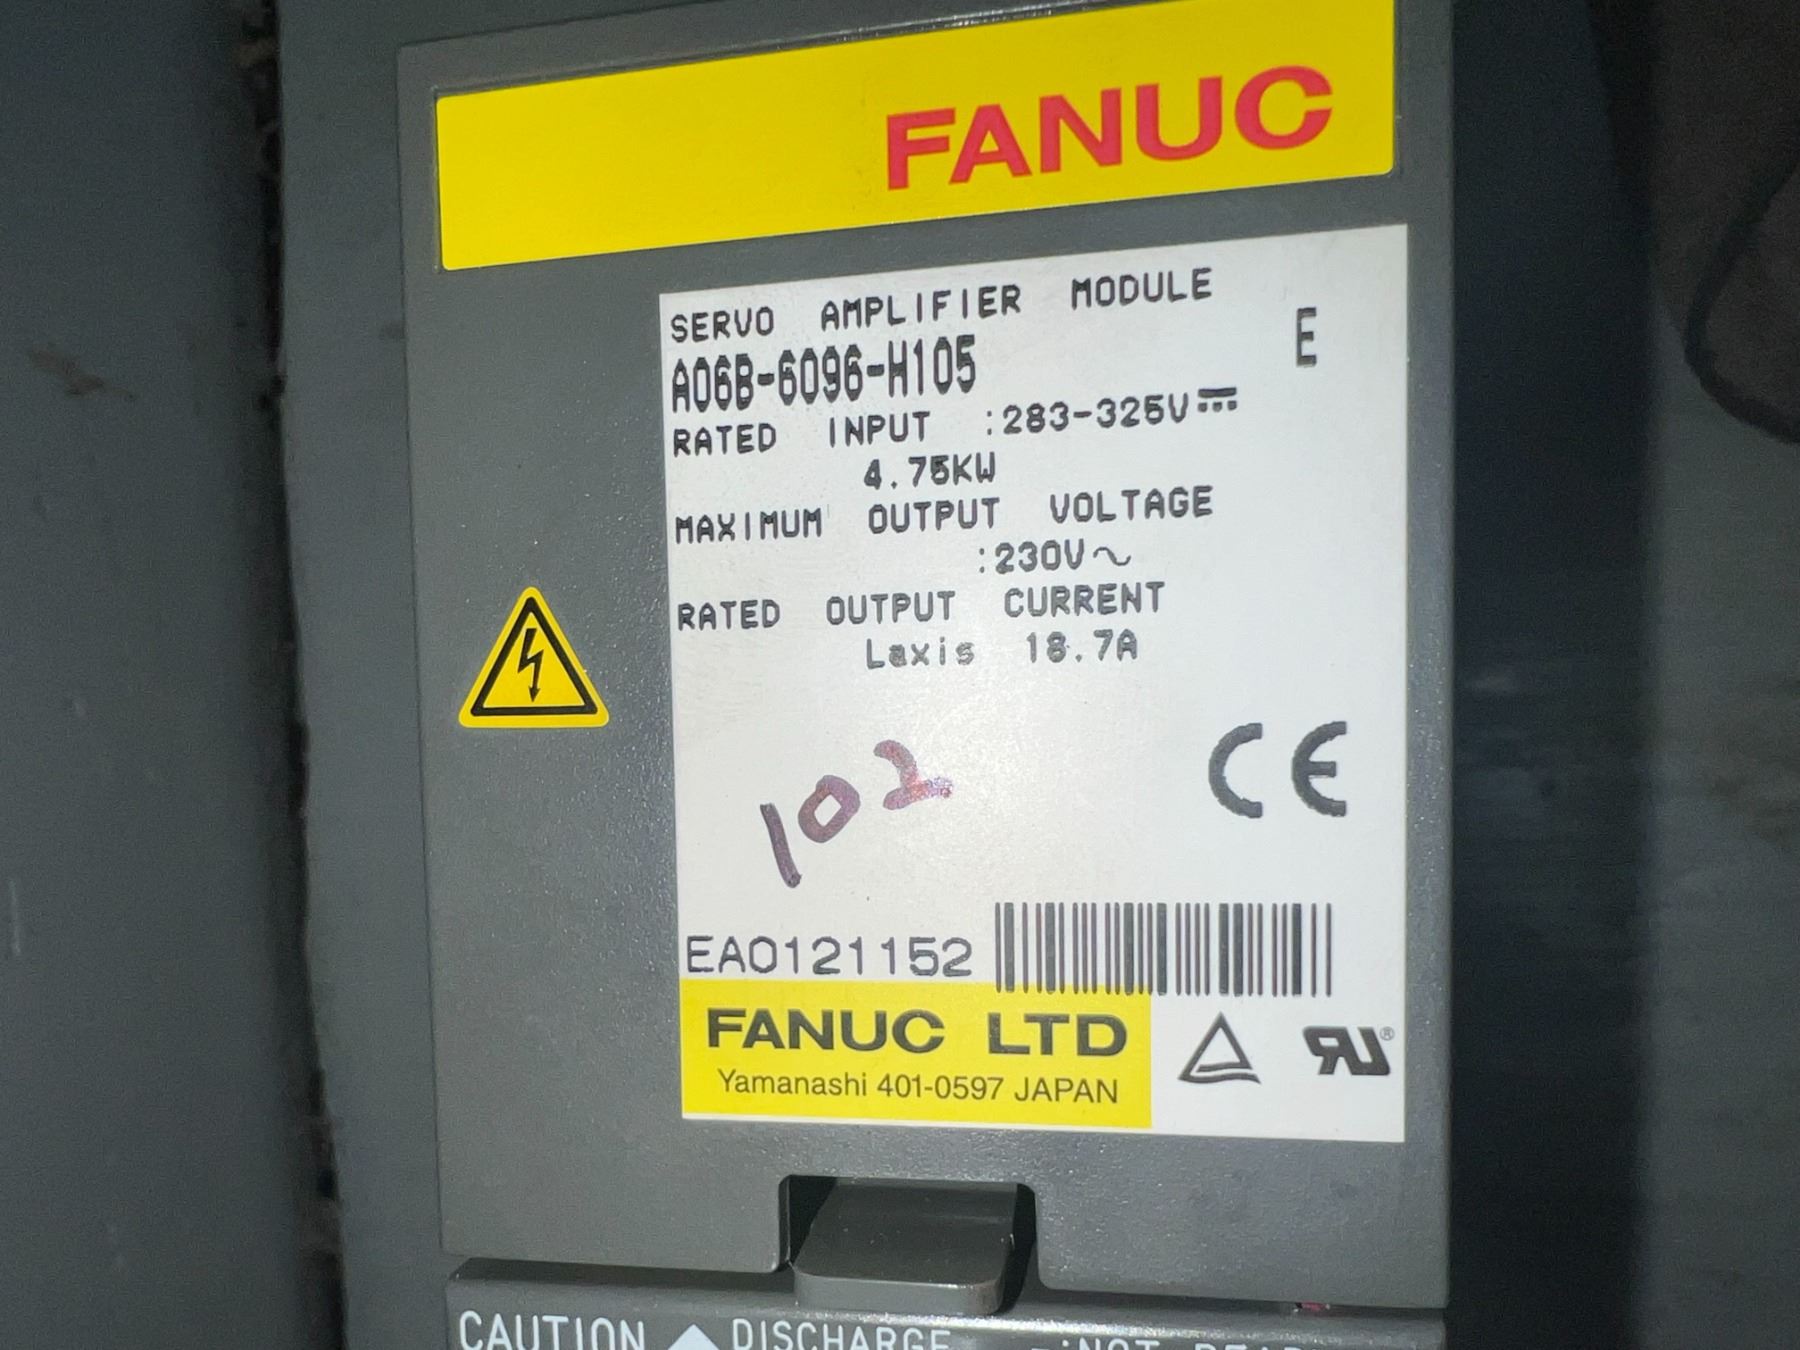 FANUC
SERVO AMPLIFIER MODULE
A06B-6096-H105 E
RATED INPUT :283-325V⎓
4.75KW
MAXIMUM OUTPUT VOLTAGE
:230V~
RATED OUTPUT CURRENT
Laxis 18.7A
102
CE
EA0121152
FANUC LTD
Yamanashi 401-0597 JAPAN
RU®
CAUTION DISCHARGE